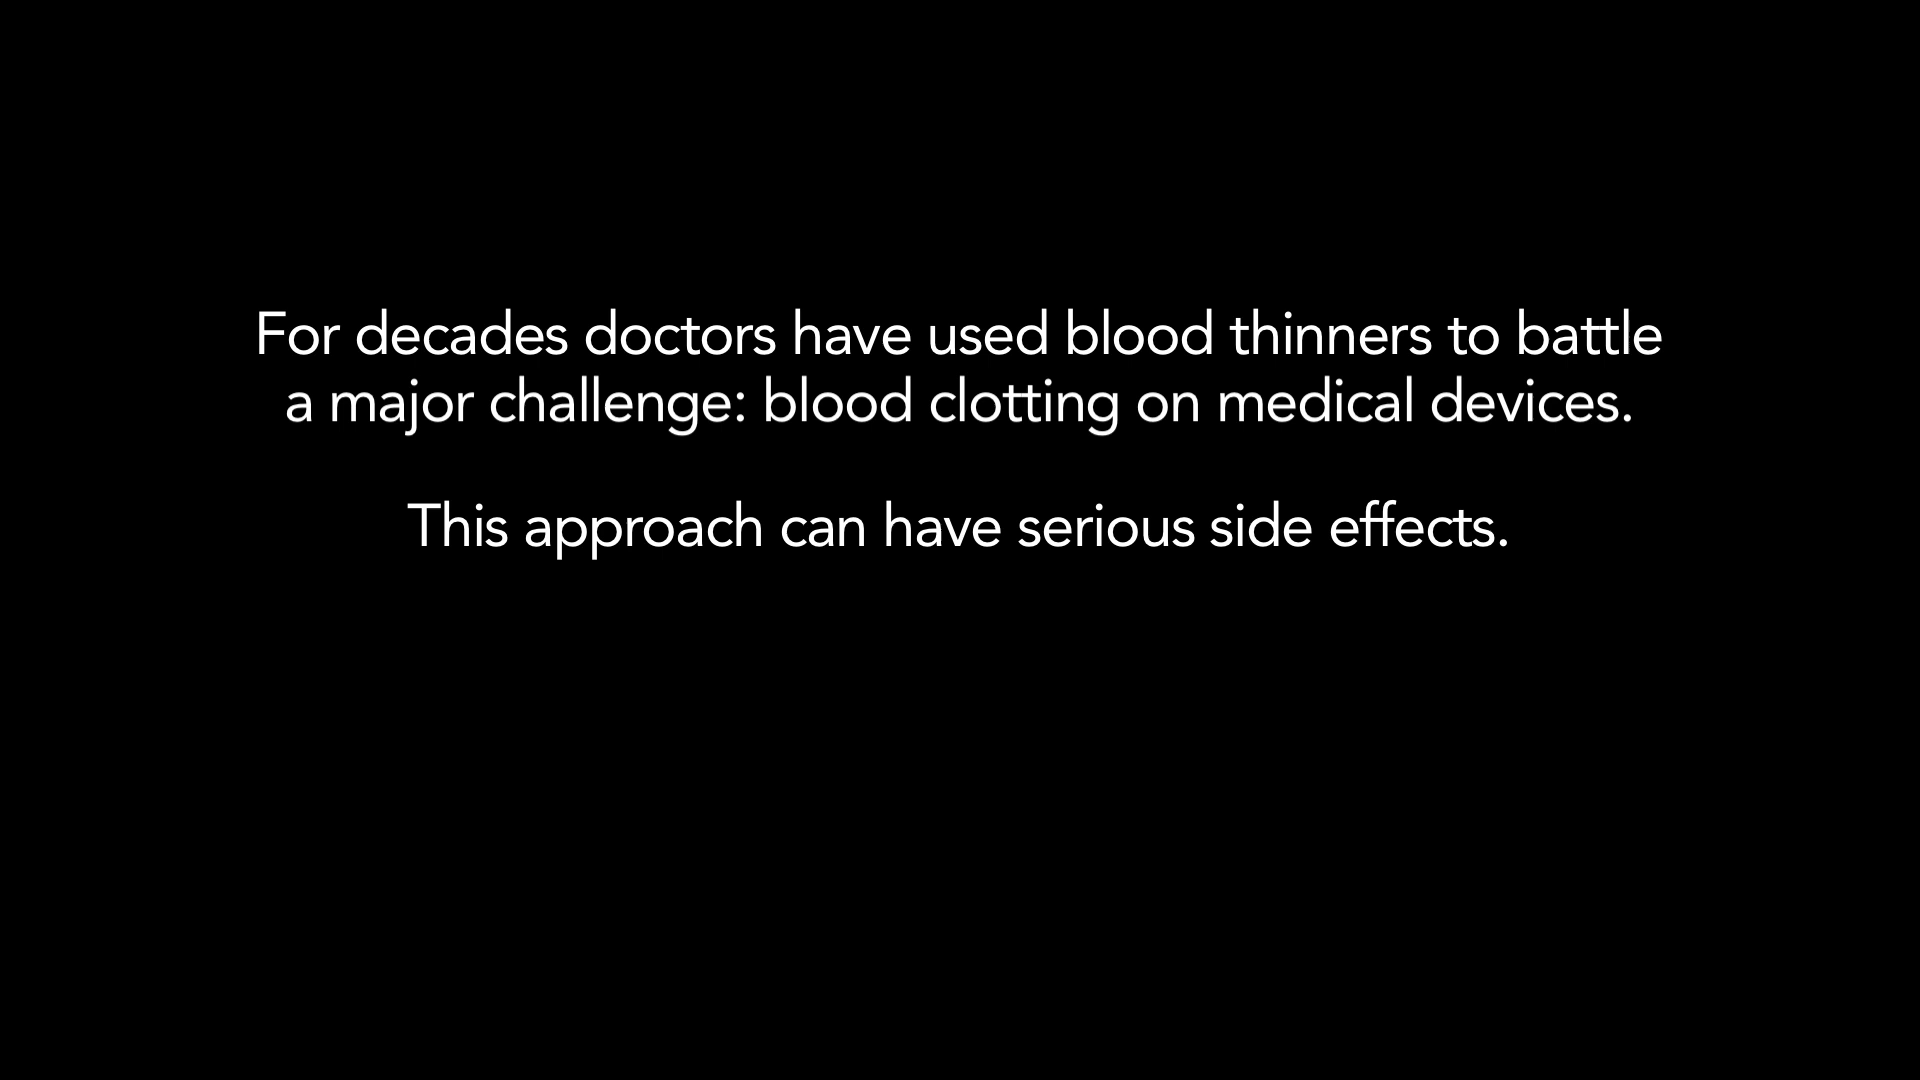 For decades doctors have used blood thinners to battle
a major challenge: blood clotting on medical devices.
This approach can have serious side effects.